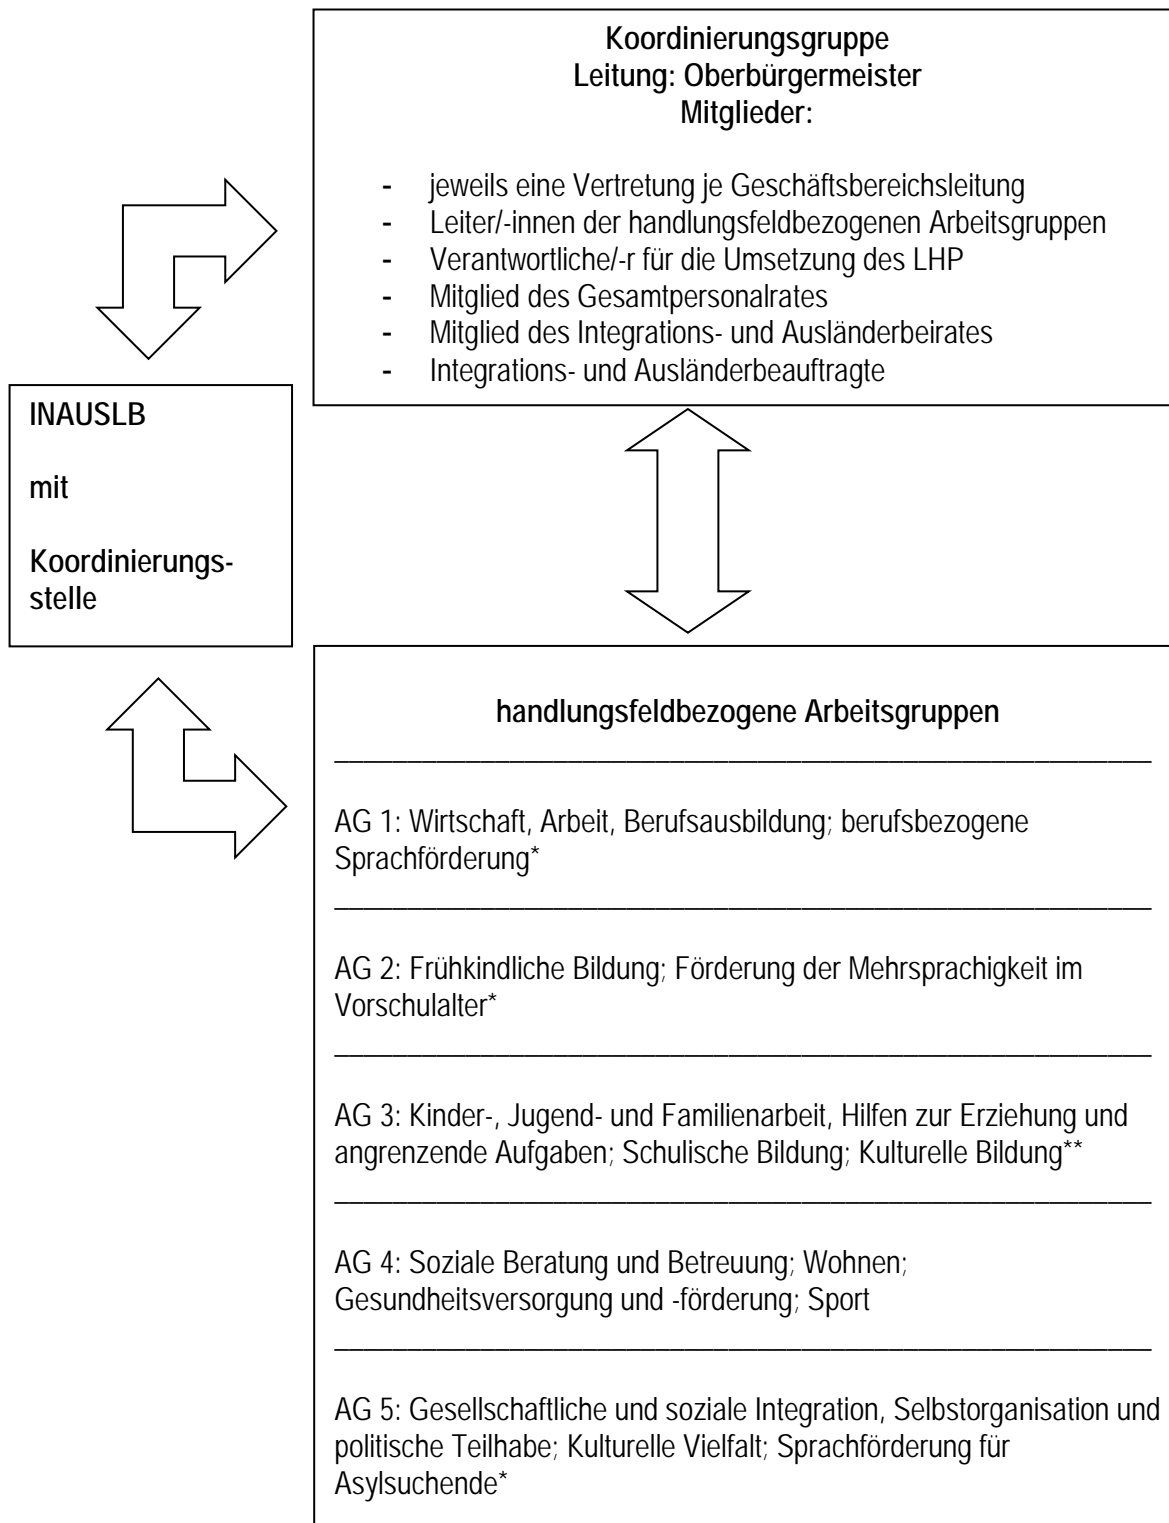 Koordinierungsgruppe
Leitung: Oberbürgermeister
Mitglieder:
- jeweils eine Vertretung je Geschäftsbereichsleitung
- Leiter/-innen der handlungsfeldbezogenen Arbeitsgruppen
- Verantwortliche/-r für die Umsetzung des LHP
- Mitglied des Gesamtpersonalrates
- Mitglied des Integrations- und Ausländerbeirates
- Integrations- und Ausländerbeauftragte
INAUSLB
mit
Koordinierungs-
stelle
handlungsfeldbezogene Arbeitsgruppen
AG 1: Wirtschaft, Arbeit, Berufsausbildung; berufsbezogene
Sprachförderung*
AG 2: Frühkindliche Bildung; Förderung der Mehrsprachigkeit im
Vorschulalter*
AG 3: Kinder-, Jugend- und Familienarbeit, Hilfen zur Erziehung und
angrenzende Aufgaben; Schulische Bildung; Kulturelle Bildung**
AG 4: Soziale Beratung und Betreuung; Wohnen;
Gesundheitsversorgung und -förderung; Sport
AG 5: Gesellschaftliche und soziale Integration, Selbstorganisation und
politische Teilhabe; Kulturelle Vielfalt; Sprachförderung für
Asylsuchende*